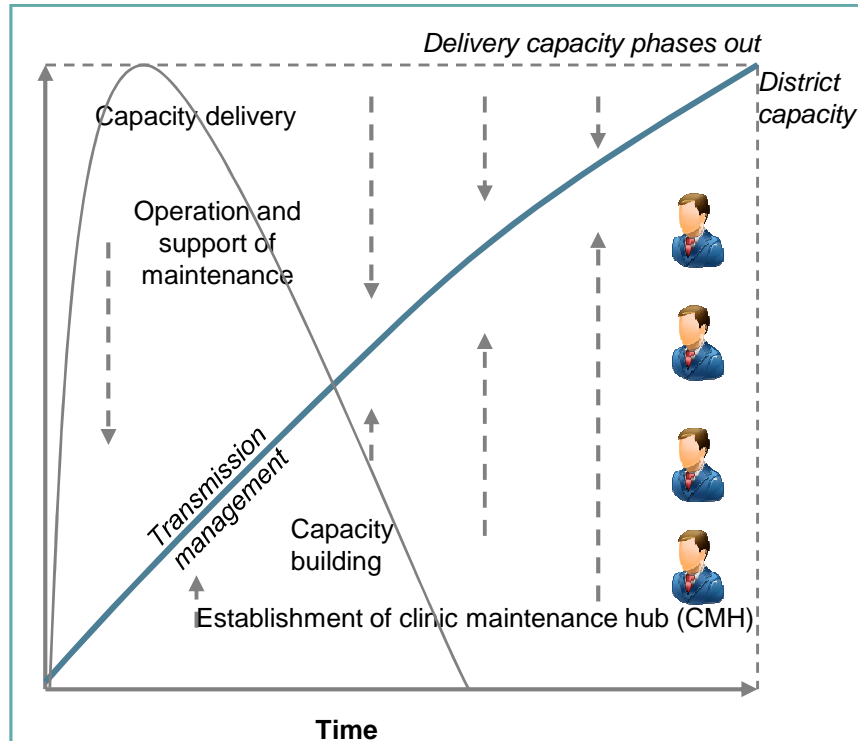 Delivery capacity phases out
District
capacity
Capacity delivery
Operation and
support of
maintenance
Transmission
management
Capacity
building
Establishment of clinic maintenance hub (CMH)
Time